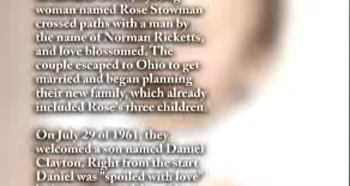 woman named Rose Stowman
crossed paths with a man by
the name of Norman Ricketts,
and love blossomed. The
couple escaped to Ohio to get
married and began planning
their new family, which already
included Rose's three children.
On July 29 of 1961, they
welcomed a son named Daniel
Clayton. Right from the start
Daniel was "spoiled with love"